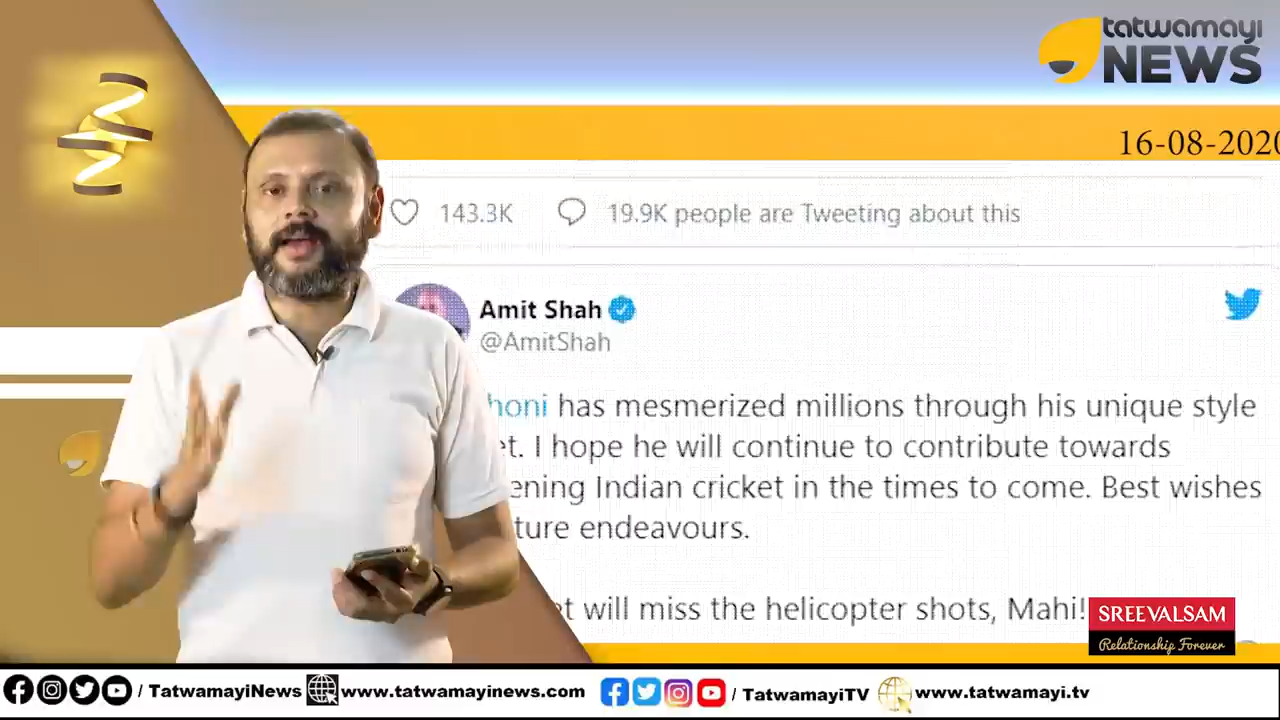 tatwamayi
NEWS
16-08-2020
143.3K 19.9K people are Tweeting about this
Amit Shah
@AmitShah
honi has mesmerized millions through his unique style
et. I hope he will continue to contribute towards
ening Indian cricket in the times to come. Best wishes
ture endeavours.
et will miss the helicopter shots, Mahi!
SREEVALSAM
Relationship Forever
/ TatwamayiNews www.tatwamayinews.com / TatwamayiTV www.tatwamayi.tv